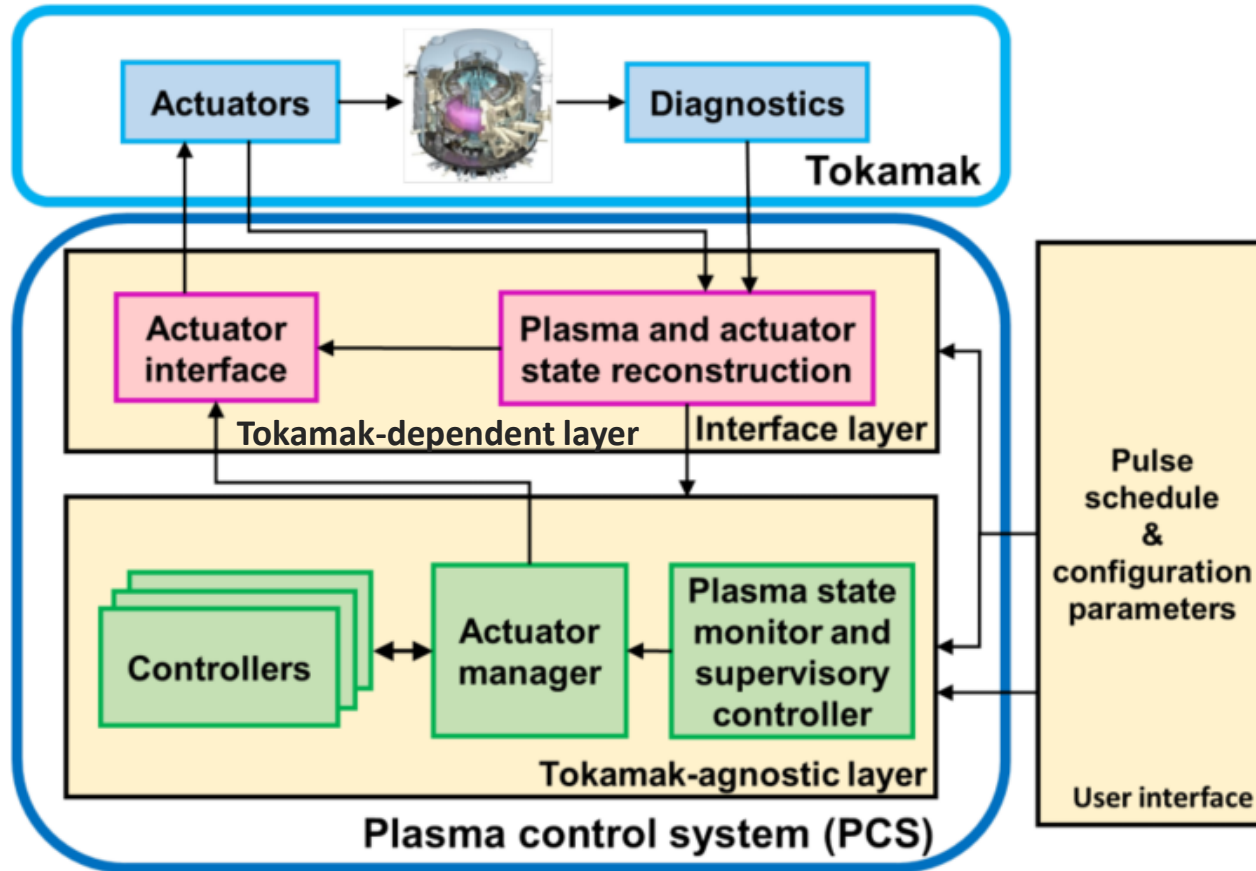 Actuators
Diagnostics
Tokamak
Actuator
interface
Plasma and actuator
state reconstruction
Tokamak-dependent layer
Interface layer
Controllers
Actuator
manager
Plasma state
monitor and
supervisory
controller
Tokamak-agnostic layer
Plasma control system (PCS)
Pulse
schedule
&
configuration
parameters
User interface